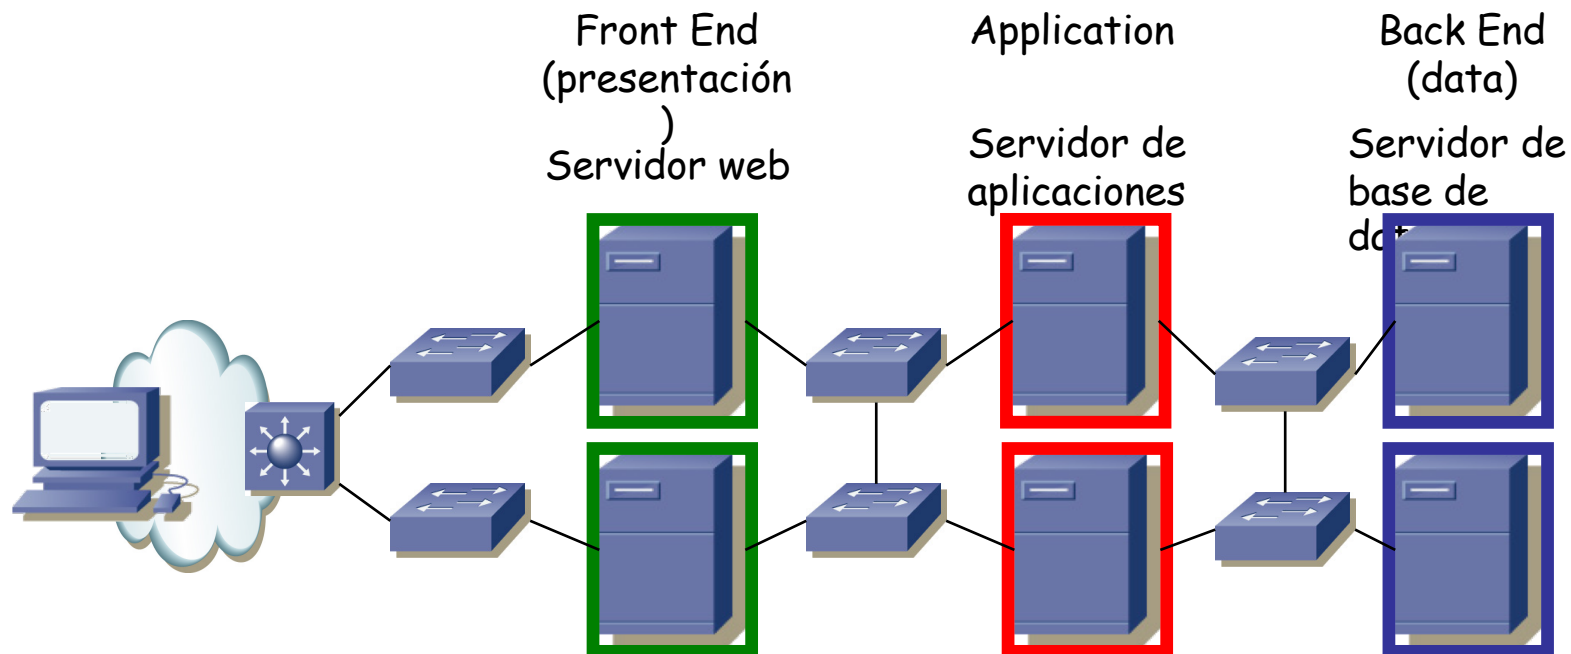 Front End
(presentación
)
Servidor web
Application
Servidor de
aplicaciones
Back End
(data)
Servidor de
base de